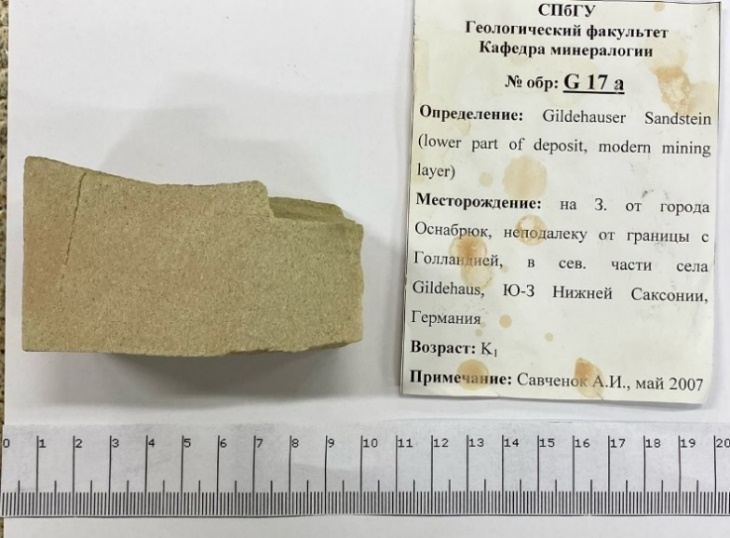 СПбГУ
Геологический факультет
Кафедра минералогии
№ обр: G 17 a
Определение: Gildehauser Sandstein
(lower part of deposit, modern mining
layer)
Месторождение: на З. от города
Оснабрюк, неподалеку от границы с
Голландией, в сев. части села
Gildehaus, Ю-З Нижней Саксонии,
Германия
Возраст: K₁
Примечание: Савченок А.И., май 2007
0 1 2 3 4 5 6 7 8 9 10 11 12 13 14 15 16 17 18 19 20